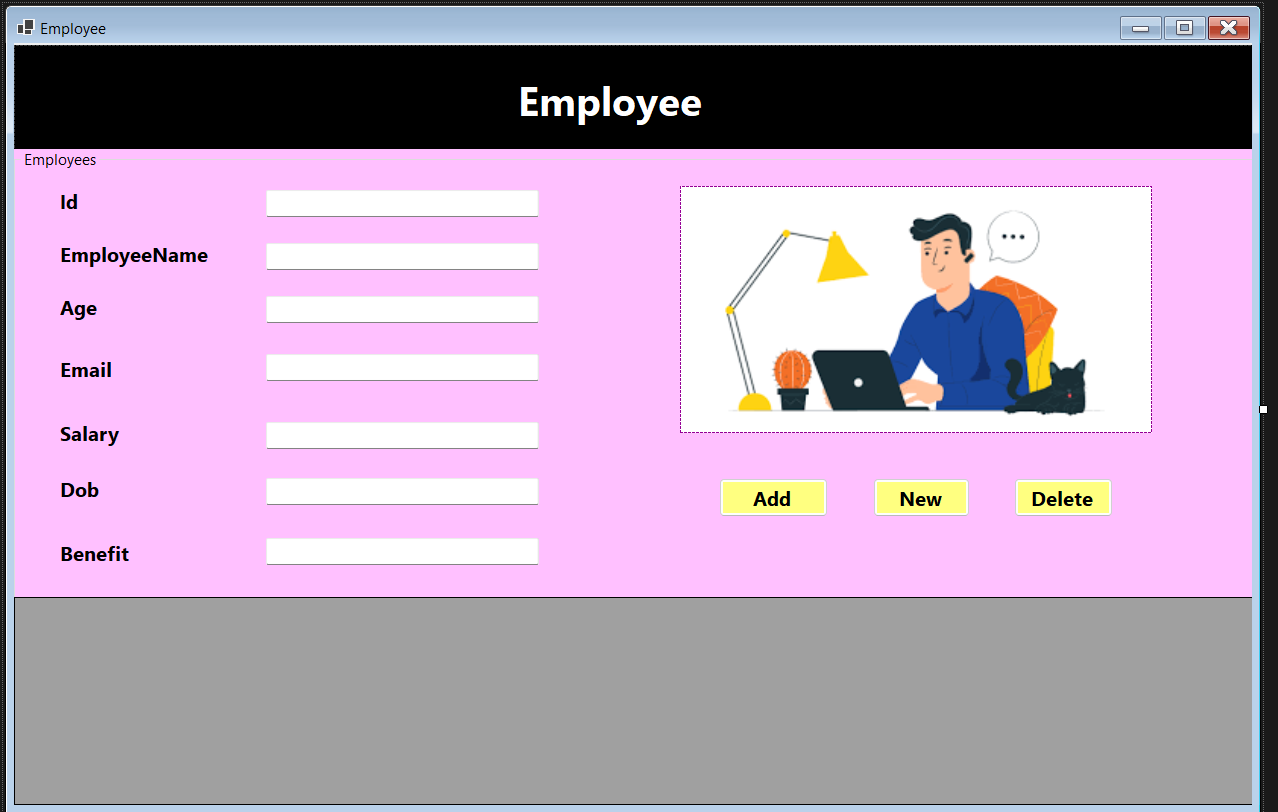 Employee
Employee
Employees
Id
EmployeeName
Age
Email
Salary
Dob
Benefit
Add New Delete